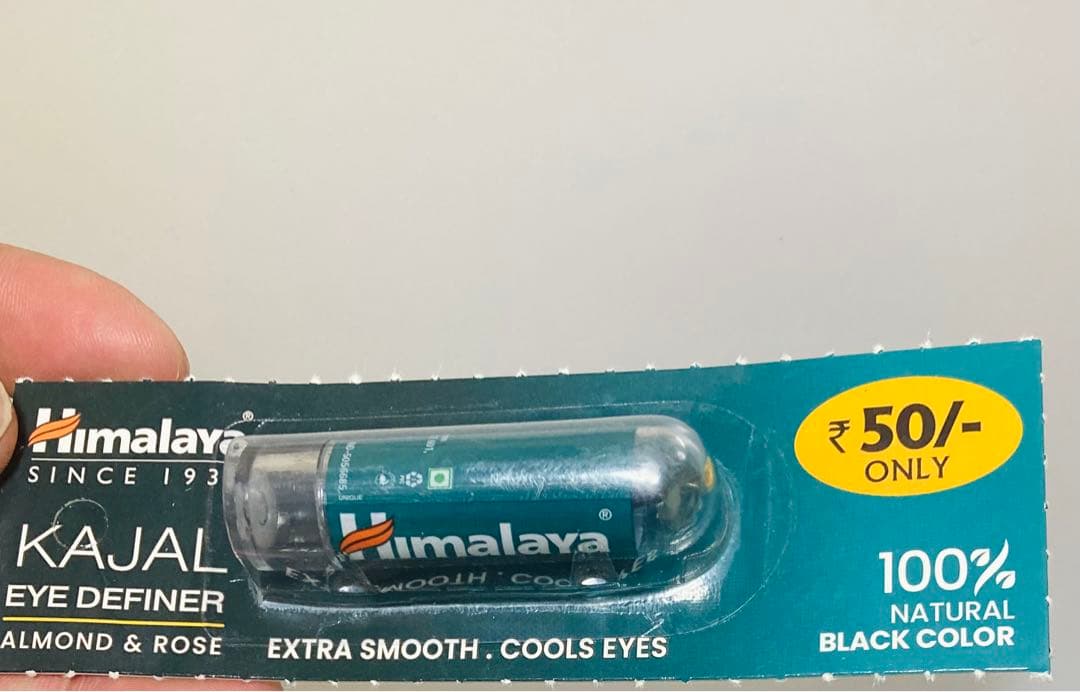 Himalaya®
SINCE 193
KAJAL
EYE DEFINER
ALMOND & ROSE
UNIQUE
Himalaya®
EXTRA SMOOTH . COOLS EYES
₹ 50/-
ONLY
100%
NATURAL
BLACK COLOR